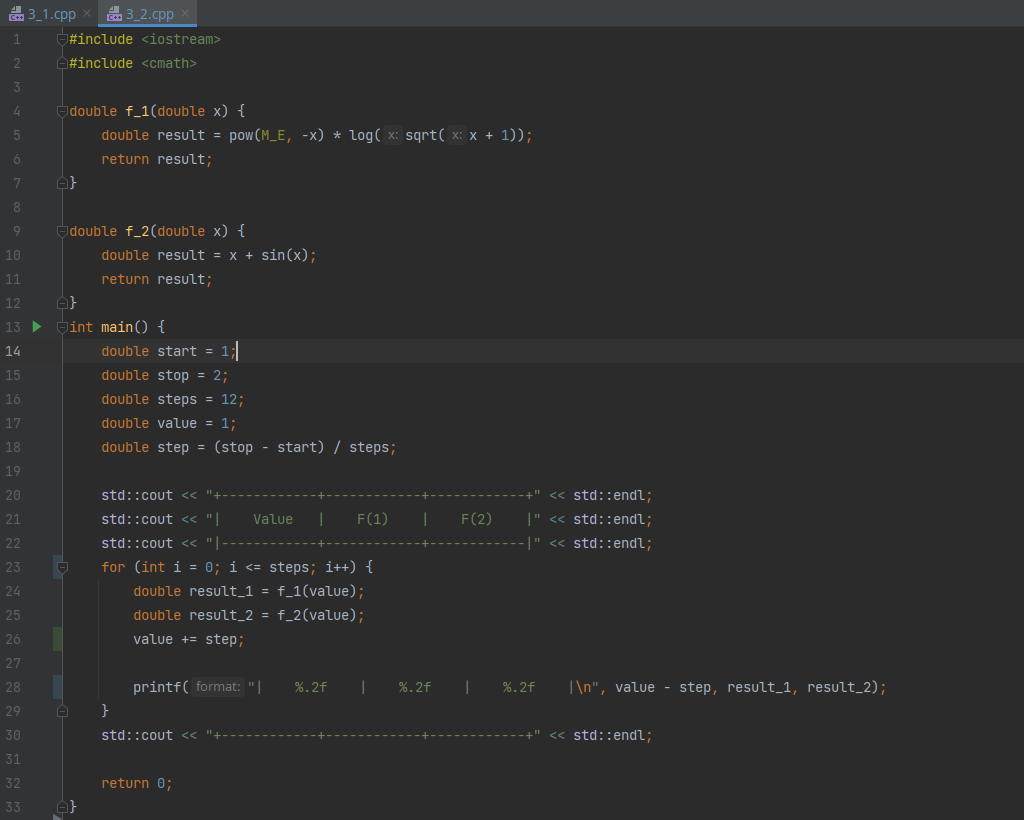 3_1.cpp 3_2.cpp
1 #include <iostream>
2 #include <cmath>
3
4 double f_1(double x) {
5     double result = pow(M_E, -x) * log( x: sqrt( x: x + 1));
6     return result;
7 }
8
9 double f_2(double x) {
10     double result = x + sin(x);
11     return result;
12 }
13 int main() {
14     double start = 1;
15     double stop = 2;
16     double steps = 12;
17     double value = 1;
18     double step = (stop - start) / steps;
19
20     std::cout << "+------------+------------+------------+" << std::endl;
21     std::cout << "|    Value   |    F(1)    |    F(2)    |" << std::endl;
22     std::cout << "|------------+------------+------------|" << std::endl;
23     for (int i = 0; i <= steps; i++) {
24         double result_1 = f_1(value);
25         double result_2 = f_2(value);
26         value += step;
27
28         printf( format: "|    %.2f    |    %.2f    |    %.2f    |\n", value - step, result_1, result_2);
29     }
30     std::cout << "+------------+------------+------------+" << std::endl;
31
32     return 0;
33 }